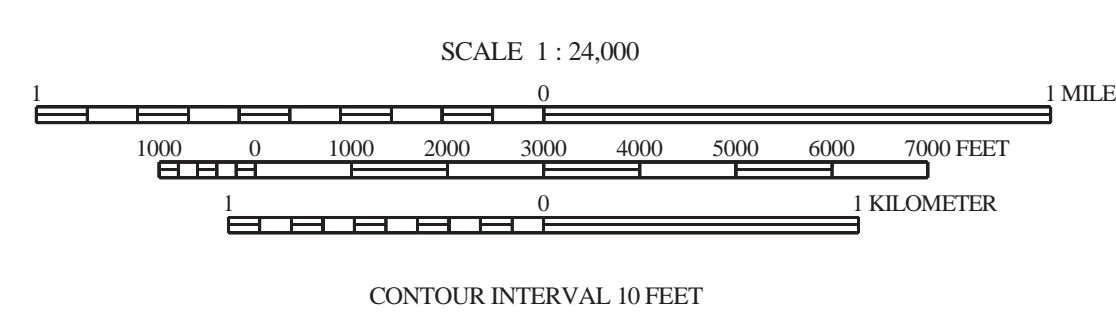 SCALE 1 : 24,000
1 0 1 MILE
1000 0 1000 2000 3000 4000 5000 6000 7000 FEET
1 0 1 KILOMETER
CONTOUR INTERVAL 10 FEET